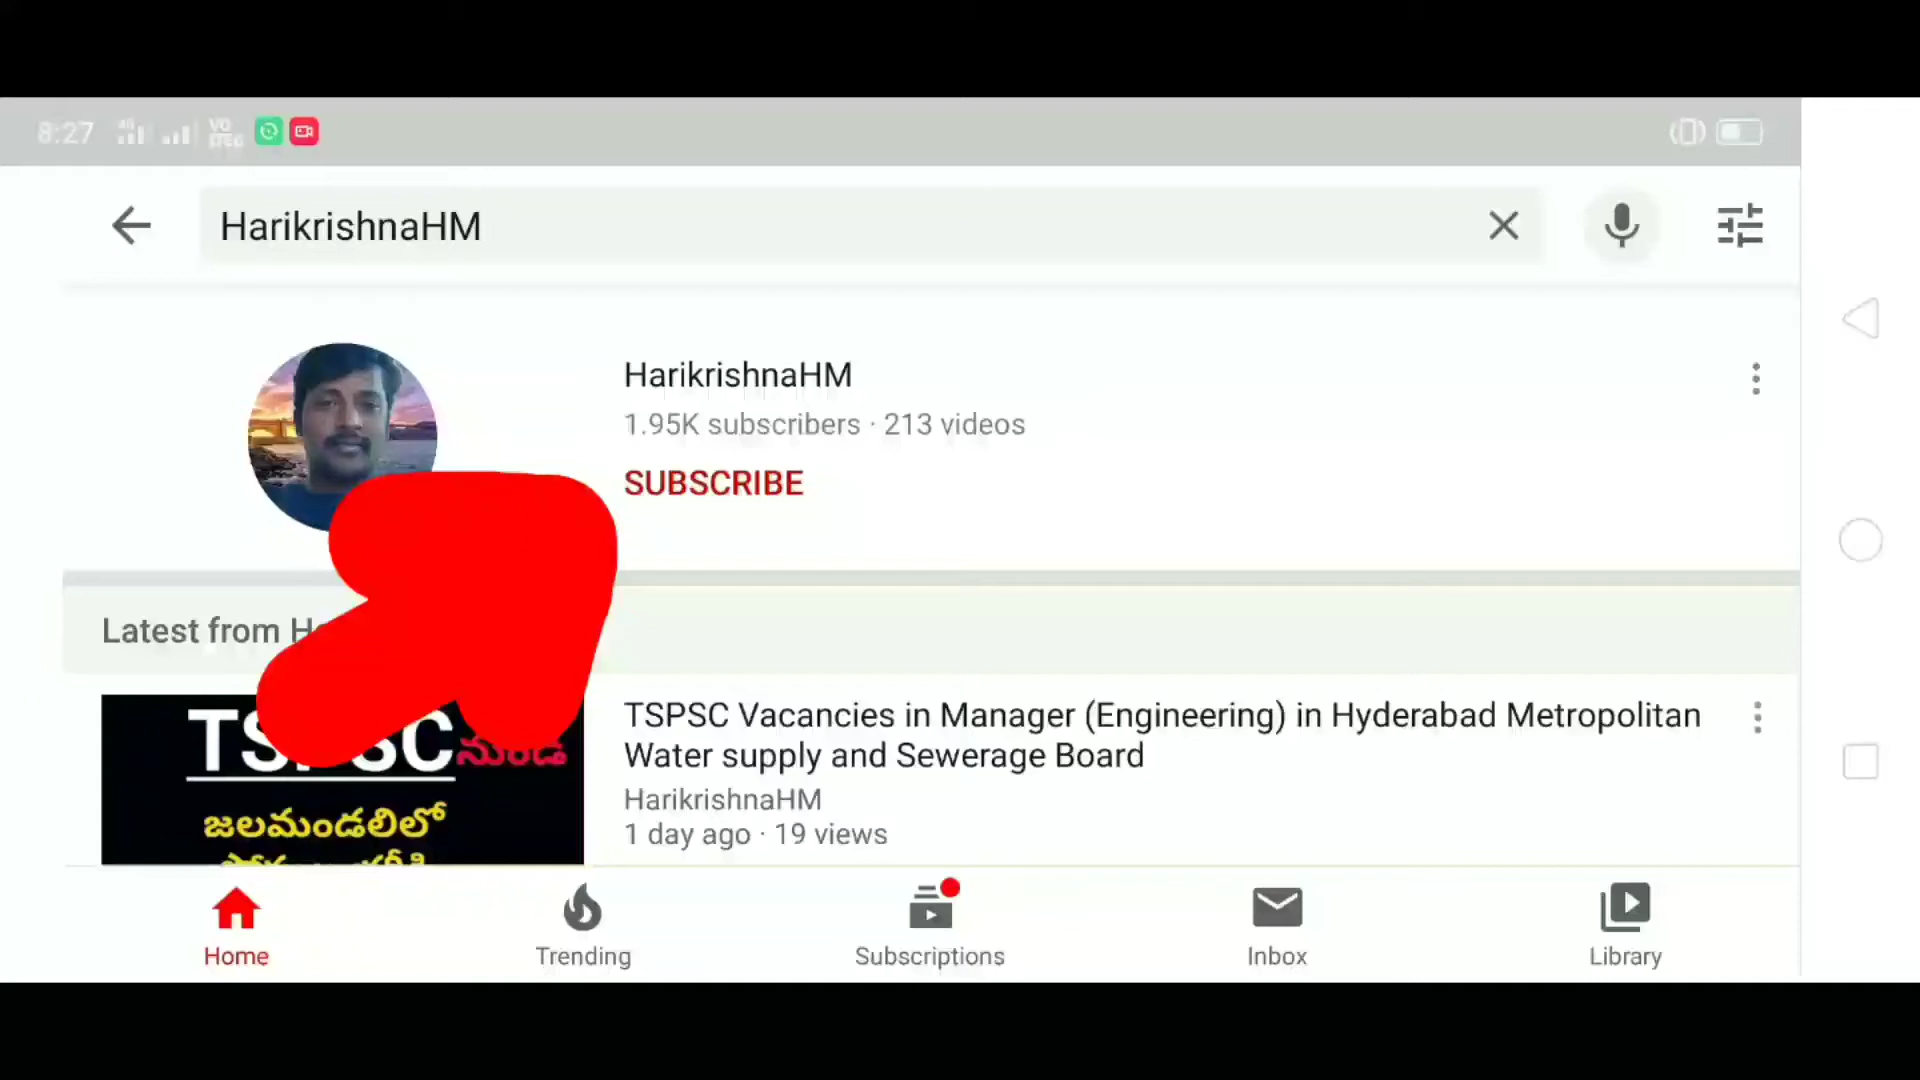 8:27
HarikrishnaHM
HarikrishnaHM
1.95K subscribers · 213 videos
SUBSCRIBE
Latest from
TSPSC Vacancies in Manager (Engineering) in Hyderabad Metropolitan
Water supply and Sewerage Board
HarikrishnaHM
1 day ago · 19 views
నుండి
జలమండలిలో
Home
Trending
Subscriptions
Inbox
Library